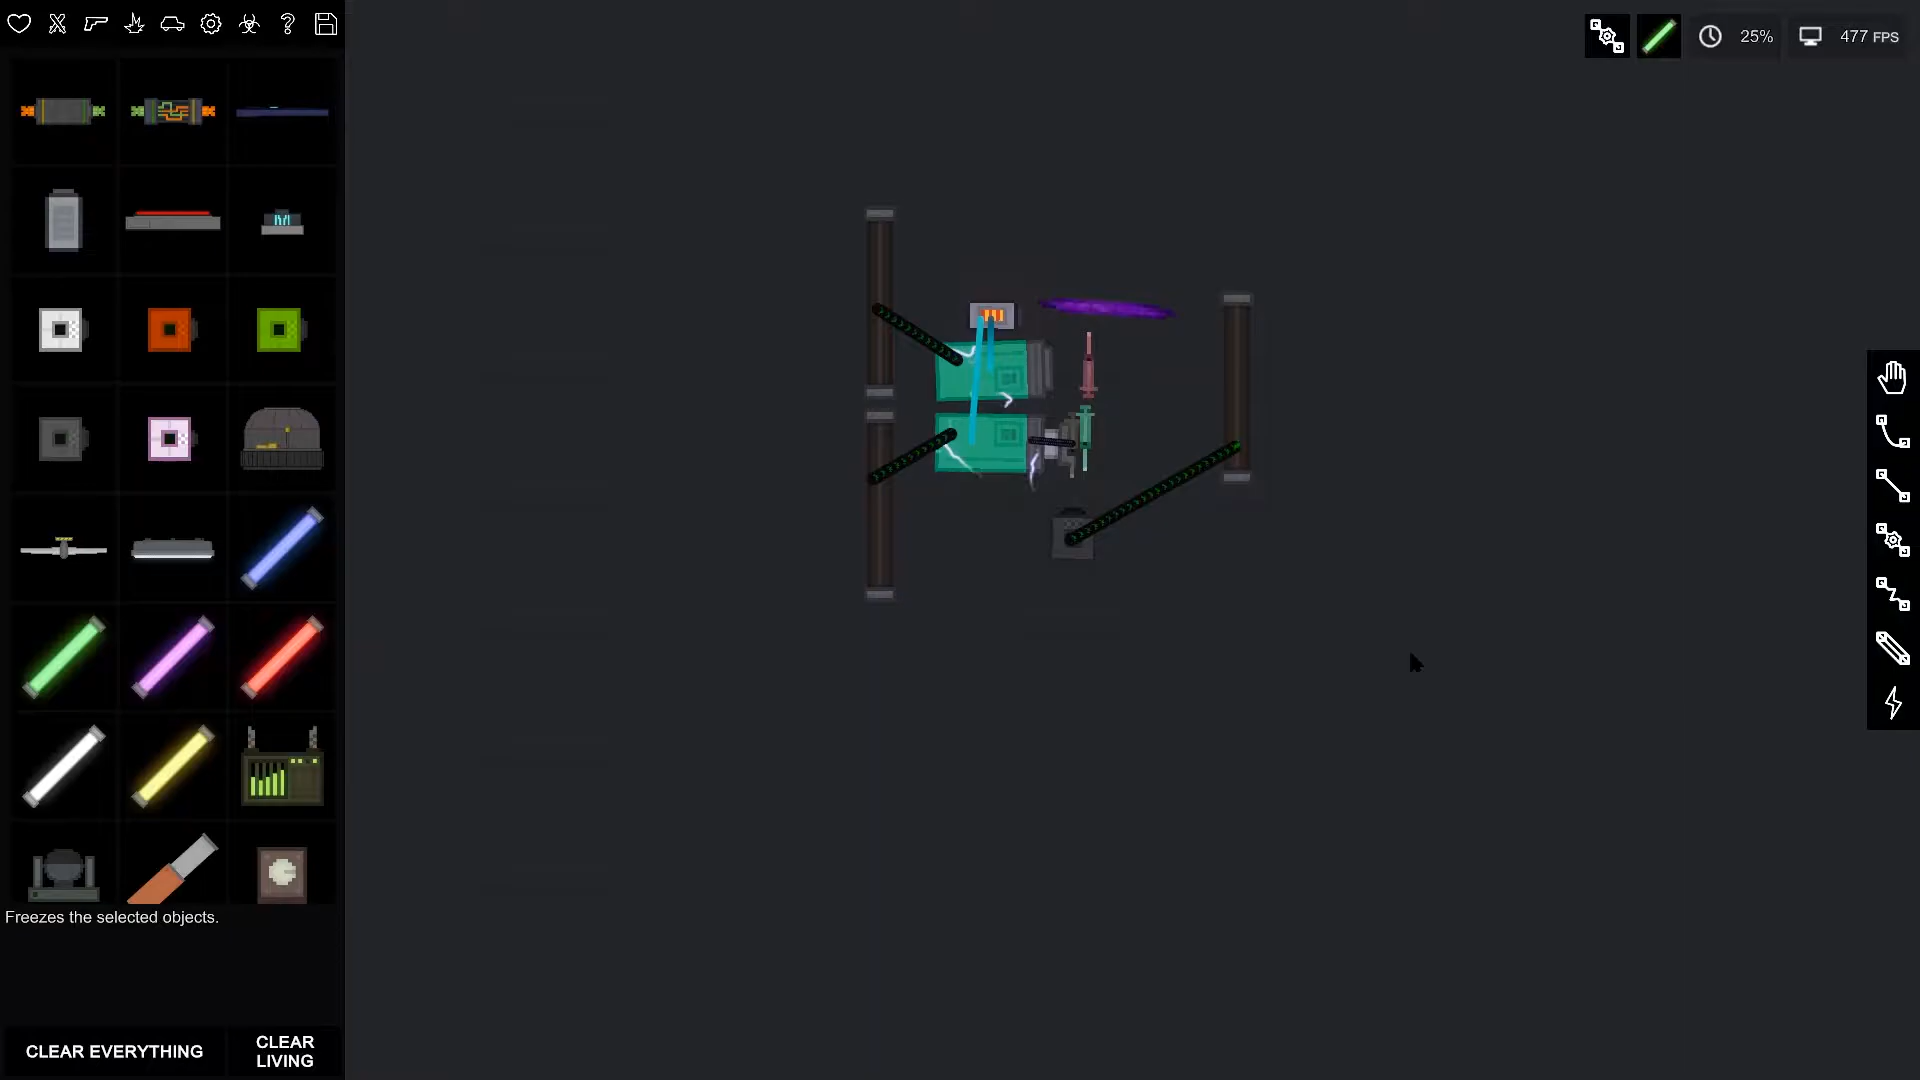 25%
477 FPS
Freezes the selected objects.
CLEAR EVERYTHING
CLEAR
LIVING